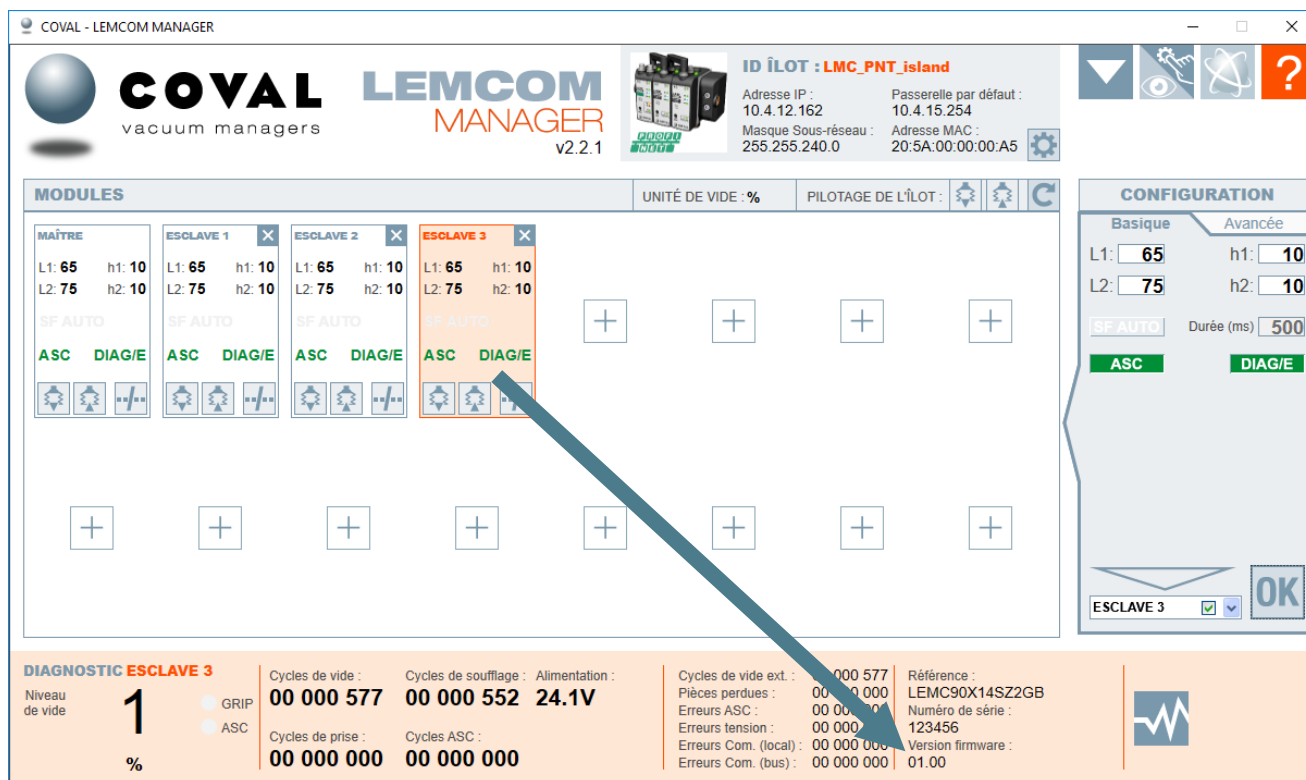 COVAL - LEMCOM MANAGER
COVAL
vacuum managers
LEMCOM
MANAGER
v2.2.1
PROFI
NET
ID ÎLOT : LMC_PNT_island
Adresse IP : Passerelle par défaut :
10.4.12.162 10.4.15.254
Masque Sous-réseau : Adresse MAC :
255.255.240.0 20:5A:00:00:00:A5
?
MODULES UNITÉ DE VIDE : % PILOTAGE DE L'ÎLOT :
MAÎTRE ESCLAVE 1 ESCLAVE 2 ESCLAVE 3
L1: 65 h1: 10 L1: 65 h1: 10 L1: 65 h1: 10 L1: 65 h1: 10
L2: 75 h2: 10 L2: 75 h2: 10 L2: 75 h2: 10 L2: 75 h2: 10
SF AUTO SF AUTO SF AUTO SF AUTO
ASC DIAG/E ASC DIAG/E ASC DIAG/E ASC DIAG/E
CONFIGURATION
Basique Avancée
L1: 65 h1: 10
L2: 75 h2: 10
SF AUTO Durée (ms) 500
ASC DIAG/E
ESCLAVE 3
OK
DIAGNOSTIC ESCLAVE 3
Niveau
de vide
1
%
GRIP
ASC
Cycles de vide : Cycles de soufflage : Alimentation :
00 000 577 00 000 552 24.1V
Cycles de prise : Cycles ASC :
00 000 000 00 000 000
Cycles de vide ext. : 00 000 577
Pièces perdues : 00 000 000
Erreurs ASC : 00 000
Erreurs tension : 00 000
Erreurs Com. (local) : 00 000 000
Erreurs Com. (bus) : 00 000 000
Référence :
LEMC90X14SZ2GB
Numéro de série :
123456
Version firmware :
01.00